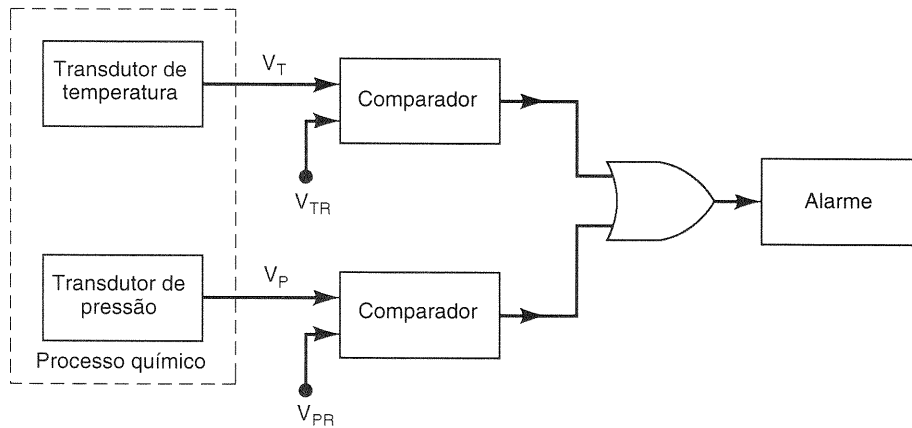 Transdutor de
temperatura
V_T
Comparador
V_TR
Alarme
Transdutor de
pressão
V_P
Comparador
Processo químico
V_PR